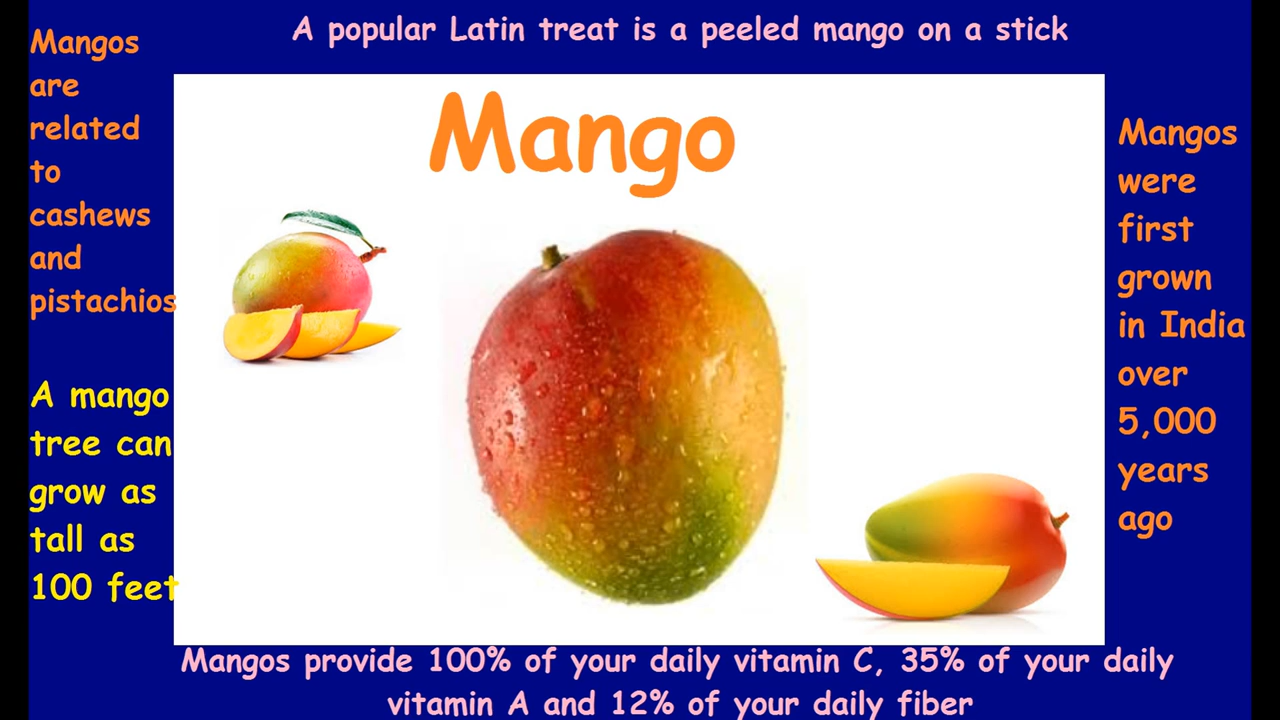 A popular Latin treat is a peeled mango on a stick
Mangos
are
related
to
cashews
and
pistachios
A mango
tree can
grow as
tall as
100 feet
Mango
Mangos
were
first
grown
in India
over
5,000
years
ago
Mangos provide 100% of your daily vitamin C, 35% of your daily
vitamin A and 12% of your daily fiber